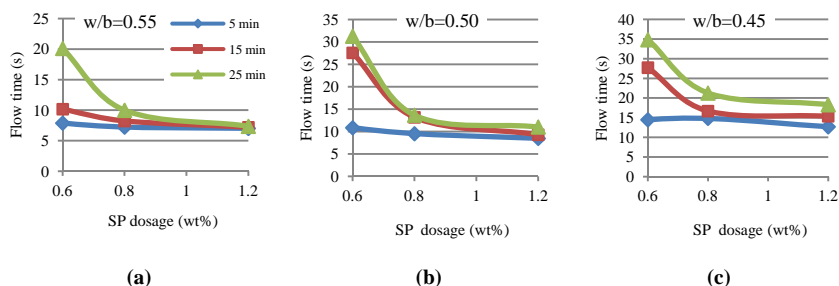 w/b=0.55
5 min
15 min
25 min
Flow time (s)
25
20
15
10
5
0
0.6
0.8
1
1.2
SP dosage (wt%)
(a)
w/b=0.50
Flow time (s)
35
30
25
20
15
10
5
0
0.6
0.8
1
1.2
SP dosage (wt%)
(b)
w/b=0.45
Flow time (s)
40
35
30
25
20
15
10
5
0
0.6
0.8
1
1.2
SP dosage (wt%)
(c)